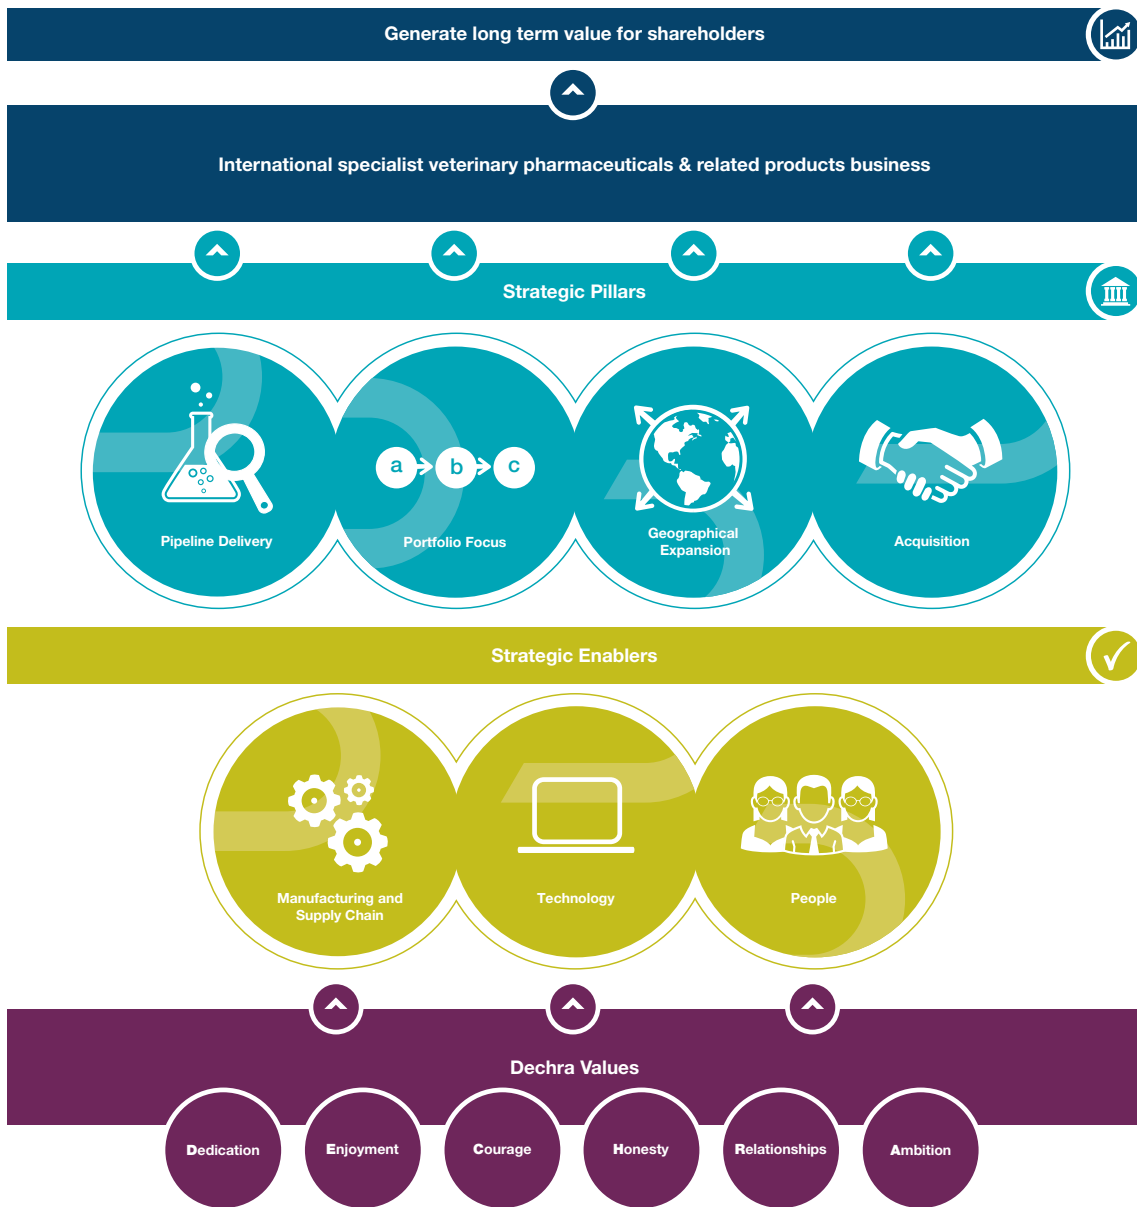 Generate long term value for shareholders
International specialist veterinary pharmaceuticals & related products business
Strategic Pillars
a
b
c
Pipeline Delivery
Portfolio Focus
Geographical
Expansion
Acquisition
Strategic Enablers
Manufacturing and
Supply Chain
Technology
People
Dechra Values
Dedication
Enjoyment
Courage
Honesty
Relationships
Ambition